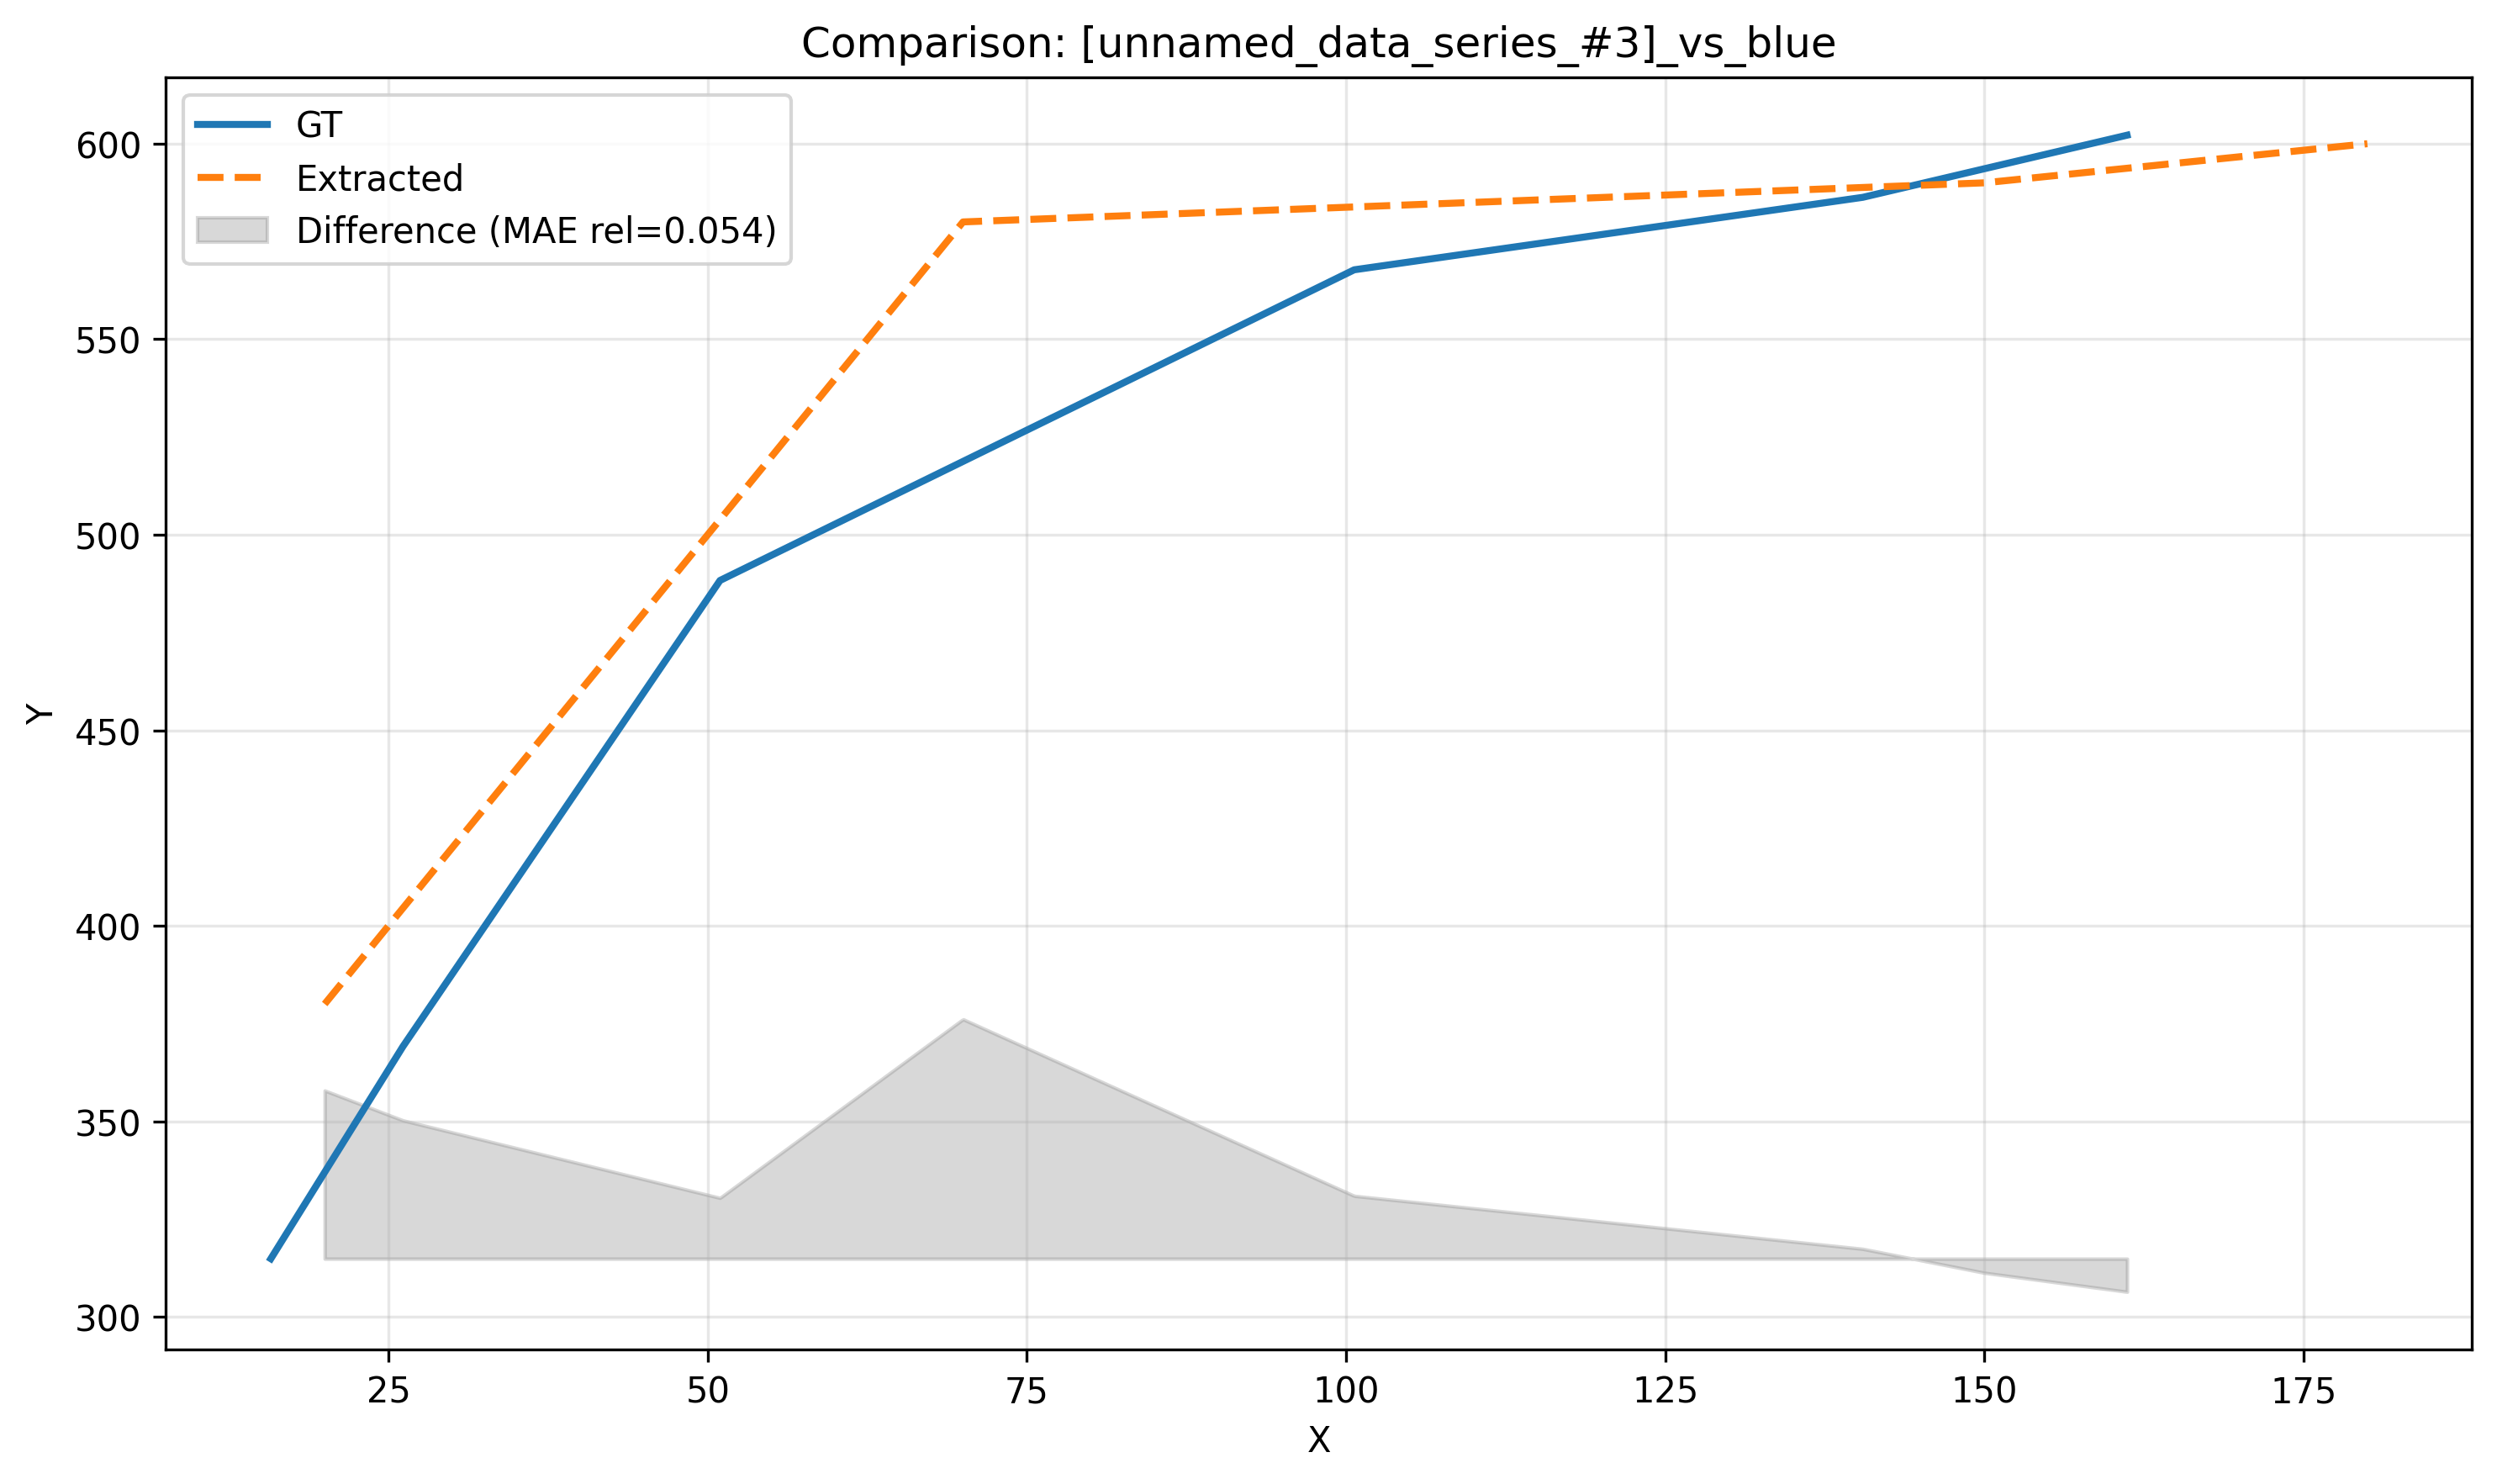 Comparison: [unnamed_data_series_#3]_vs_blue
GT
Extracted
Difference (MAE rel=0.054)
600
550
500
450
400
350
300
Y
25 50 75 100 125 150 175
X